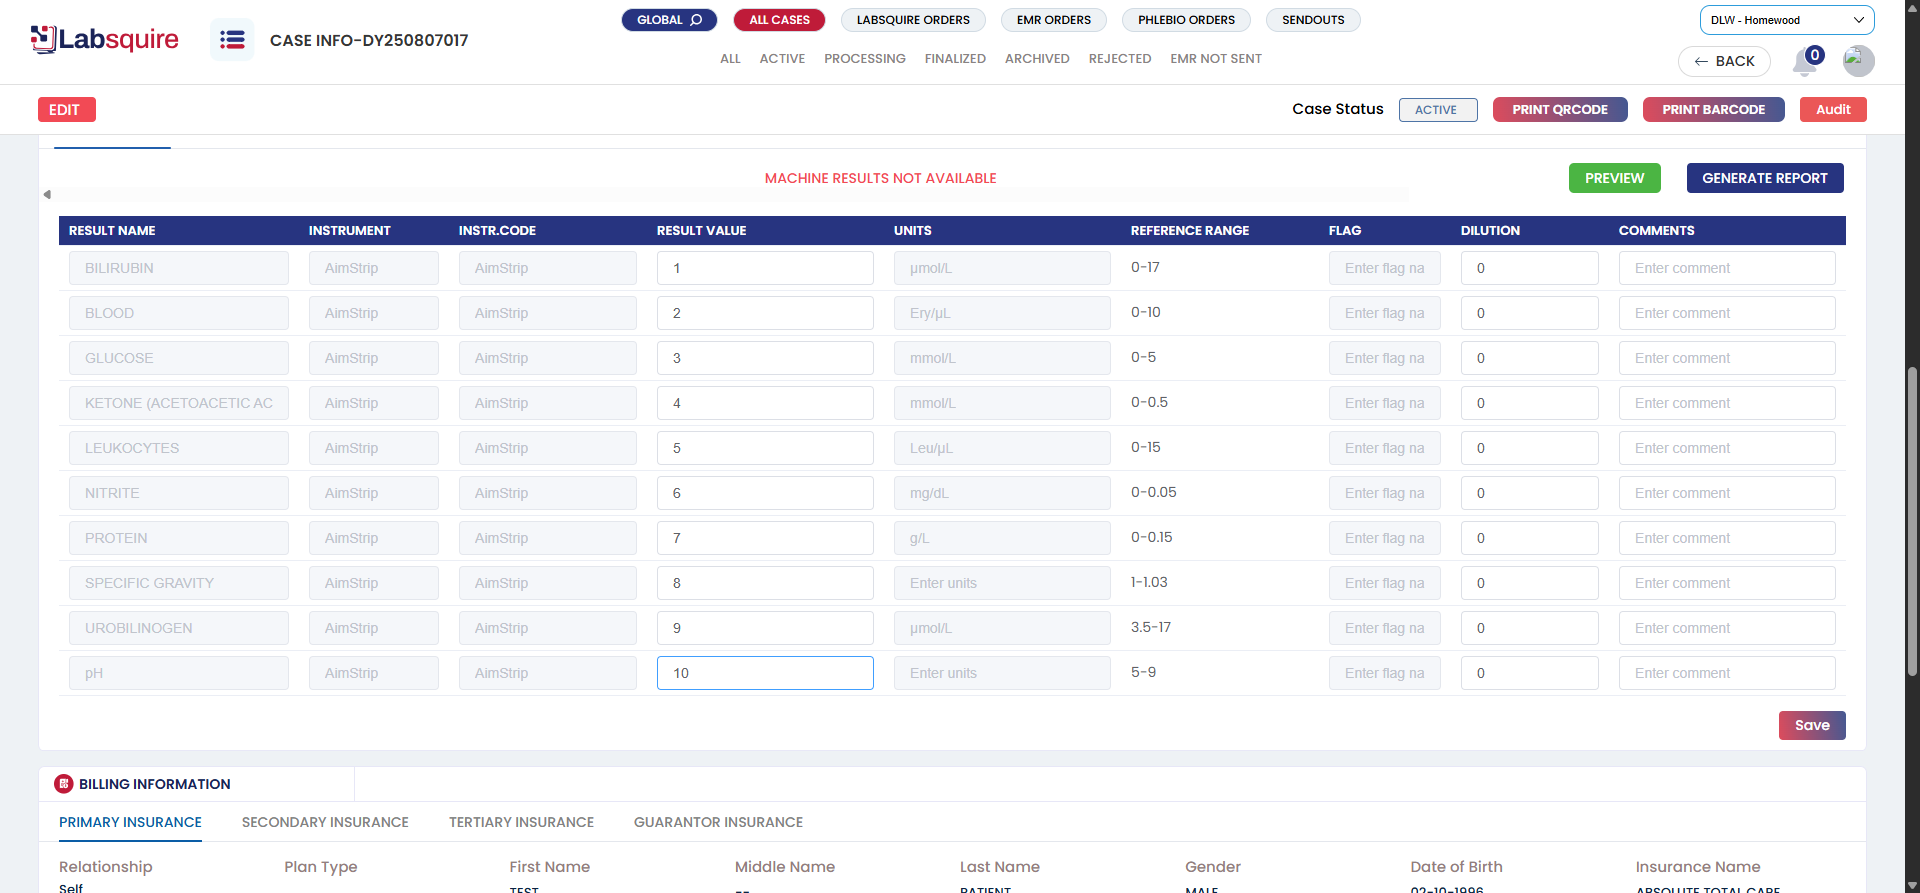 Labsquire
CASE INFO-DY250807017
GLOBAL
ALL CASES
LABSQUIRE ORDERS
EMR ORDERS
PHLEBIO ORDERS
SENDOUTS
DLW - Homewood
ALL
ACTIVE
PROCESSING
FINALIZED
ARCHIVED
REJECTED
EMR NOT SENT
BACK
0
EDIT
Case Status
ACTIVE
PRINT QRCODE
PRINT BARCODE
Audit
MACHINE RESULTS NOT AVAILABLE
PREVIEW
GENERATE REPORT
RESULT NAME INSTRUMENT INSTR.CODE RESULT VALUE UNITS REFERENCE RANGE FLAG DILUTION COMMENTS
BILIRUBIN AimStrip AimStrip 1 µmol/L 0-17 Enter flag na 0 Enter comment
BLOOD AimStrip AimStrip 2 Ery/µL 0-10 Enter flag na 0 Enter comment
GLUCOSE AimStrip AimStrip 3 mmol/L 0-5 Enter flag na 0 Enter comment
KETONE (ACETOACETIC AC AimStrip AimStrip 4 mmol/L 0-0.5 Enter flag na 0 Enter comment
LEUKOCYTES AimStrip AimStrip 5 Leu/µL 0-15 Enter flag na 0 Enter comment
NITRITE AimStrip AimStrip 6 mg/dL 0-0.05 Enter flag na 0 Enter comment
PROTEIN AimStrip AimStrip 7 g/L 0-0.15 Enter flag na 0 Enter comment
SPECIFIC GRAVITY AimStrip AimStrip 8 Enter units 1-1.03 Enter flag na 0 Enter comment
UROBILINOGEN AimStrip AimStrip 9 µmol/L 3.5-17 Enter flag na 0 Enter comment
pH AimStrip AimStrip 10 Enter units 5-9 Enter flag na 0 Enter comment
Save
BILLING INFORMATION
PRIMARY INSURANCE
SECONDARY INSURANCE
TERTIARY INSURANCE
GUARANTOR INSURANCE
Relationship Plan Type First Name Middle Name Last Name Gender Date of Birth Insurance Name
Self TEST -- PATIENT MALE 02-10-1996 ABSOLUTE TOTAL CARE